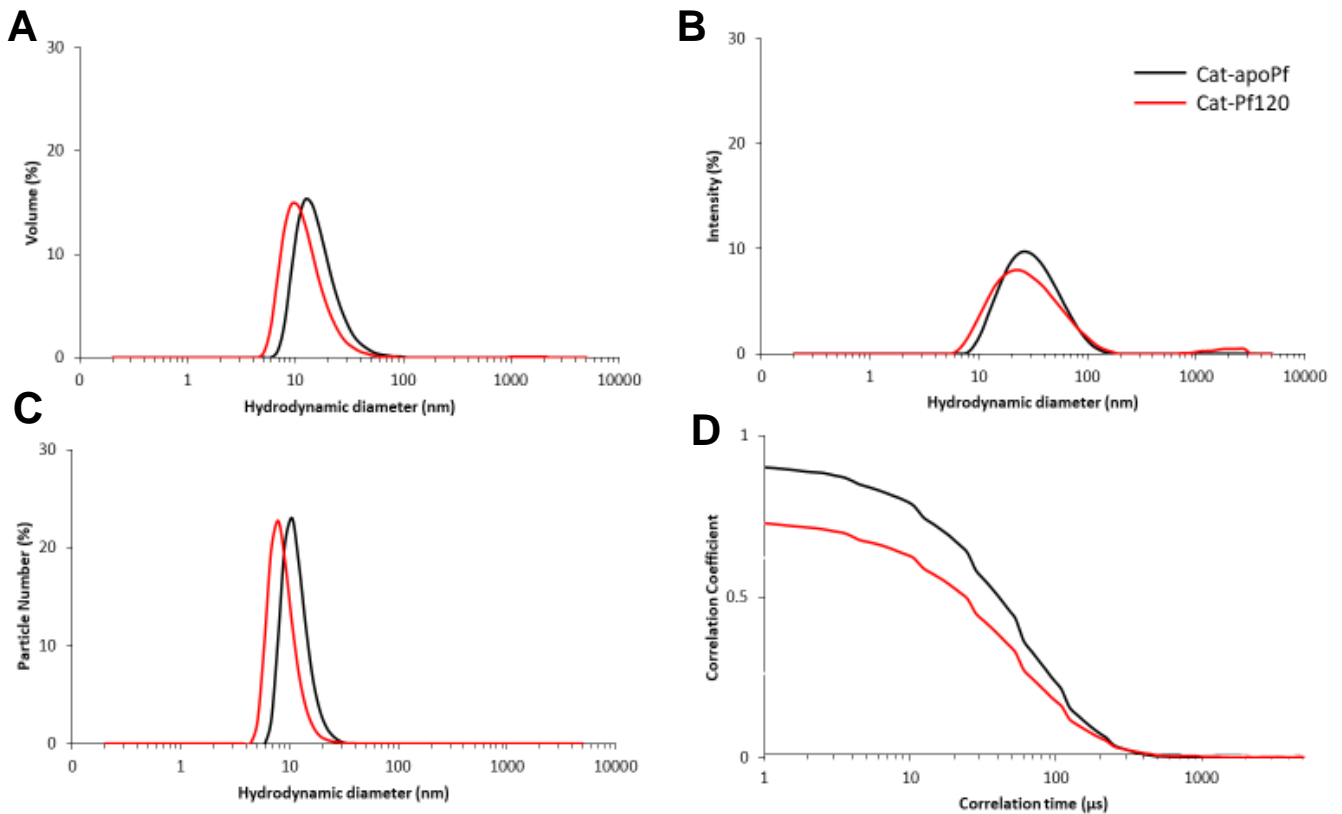 A
30
20
10
0
Volume (%)
0 1 10 100 1000 10000
Hydrodynamic diameter (nm)
B
30
20
10
0
Intensity (%)
0 1 10 100 1000 10000
Hydrodynamic diameter (nm)
Cat-apoPf
Cat-Pf120
C
30
20
10
0
Particle Number (%)
0 1 10 100 1000 10000
Hydrodynamic diameter (nm)
D
1
0.5
0
Correlation Coefficient
1 10 100 1000
Correlation time (µs)